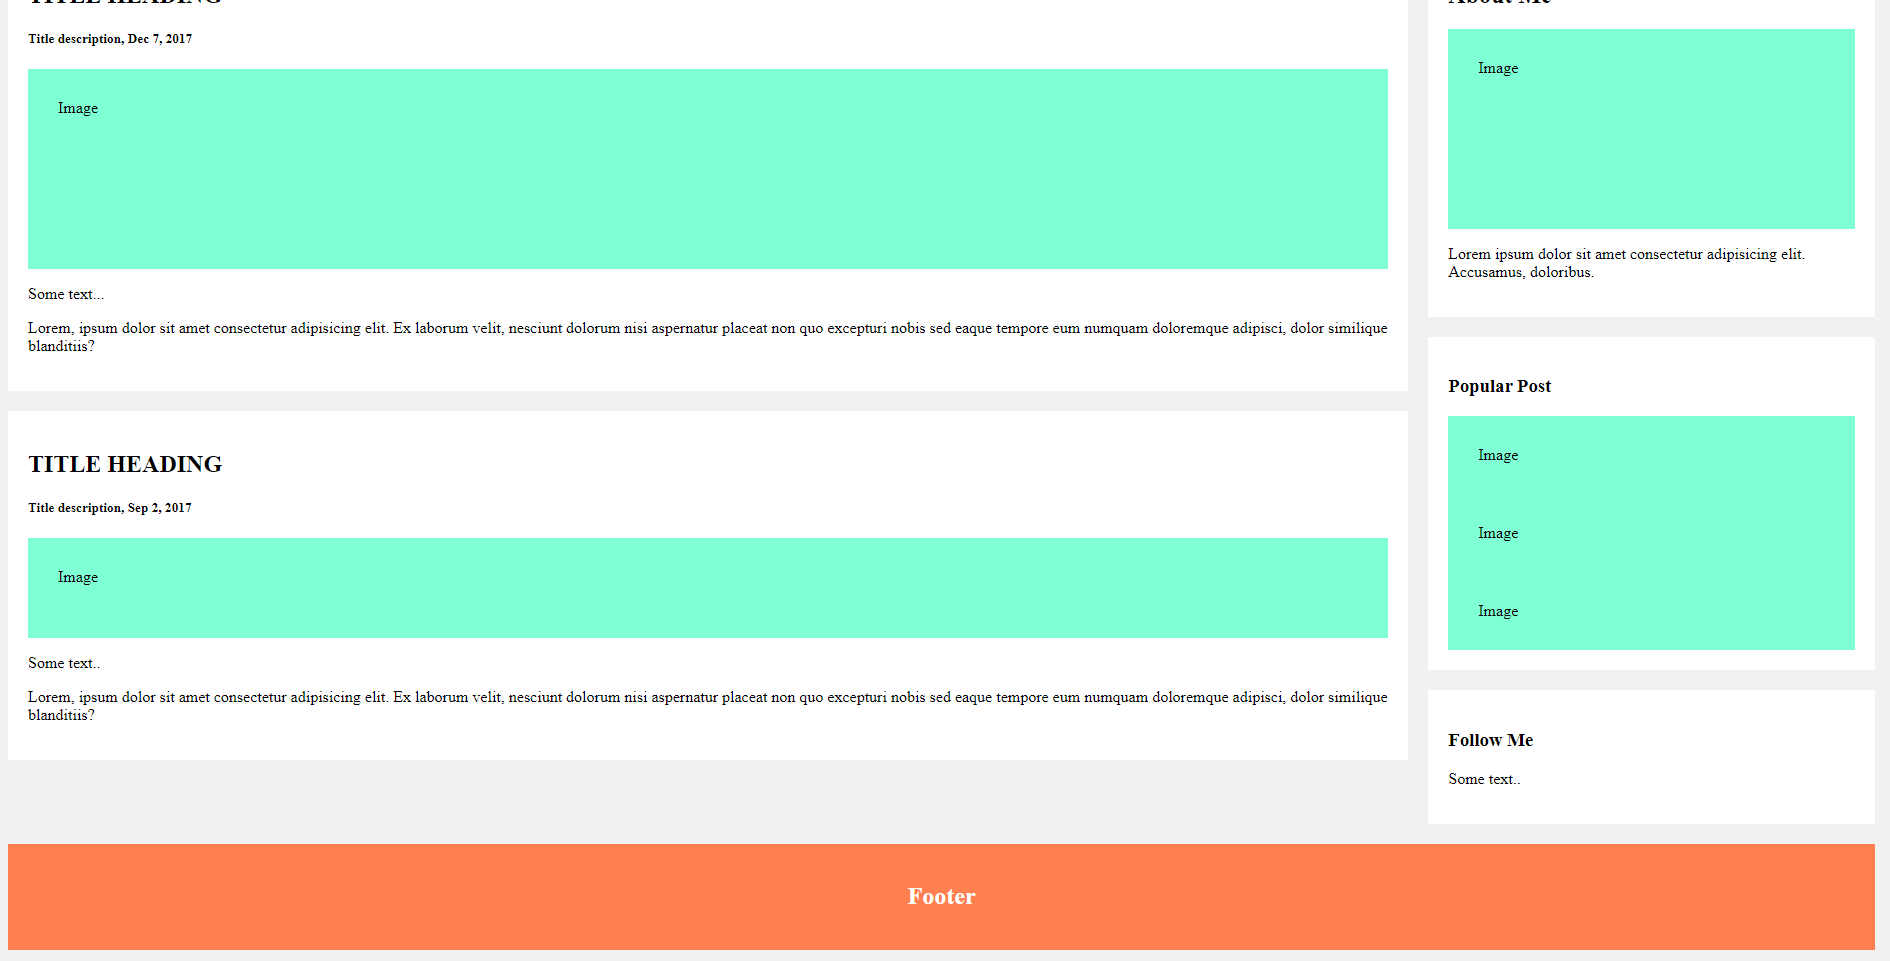 TITLE HEADING
Title description, Dec 7, 2017
Image
Some text...
Lorem, ipsum dolor sit amet consectetur adipisicing elit. Ex laborum velit, nesciunt dolorum nisi aspernatur placeat non quo excepturi nobis sed eaque tempore eum numquam doloremque adipisci, dolor similique
blanditiis?
TITLE HEADING
Title description, Sep 2, 2017
Image
Some text..
Lorem, ipsum dolor sit amet consectetur adipisicing elit. Ex laborum velit, nesciunt dolorum nisi aspernatur placeat non quo excepturi nobis sed eaque tempore eum numquam doloremque adipisci, dolor similique
blanditiis?
About Me
Image
Lorem ipsum dolor sit amet consectetur adipisicing elit.
Accusamus, doloribus.
Popular Post
Image
Image
Image
Follow Me
Some text..
Footer